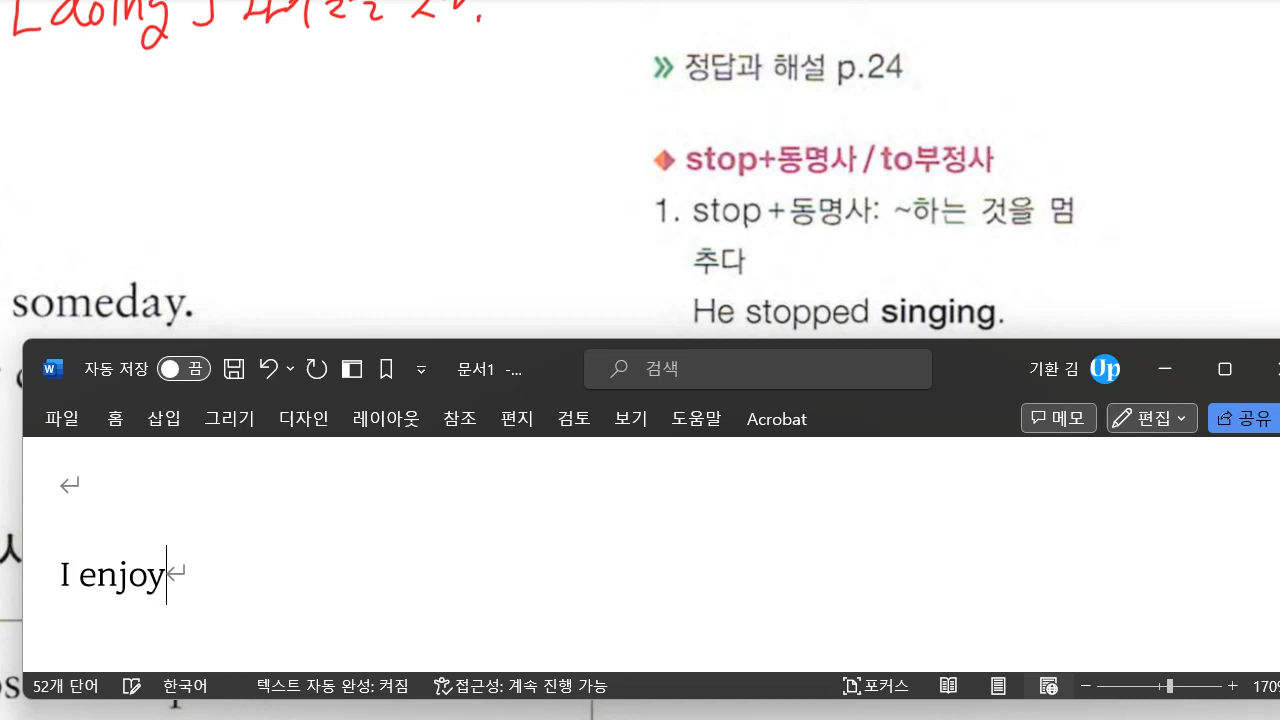 [doing]
» 정답과 해설 p.24
◆ stop+동명사 / to부정사
1. stop+동명사: ~하는 것을 멈
추다
He stopped singing.
someday.
자동 저장 끔 문서1 -... 검색 기환 김 Up
파일 홈 삽입 그리기 디자인 레이아웃 참조 편지 검토 보기 도움말 Acrobat 메모 편집 공유
I enjoy
52개 단어 한국어 텍스트 자동 완성: 켜짐 접근성: 계속 진행 가능 포커스 170%